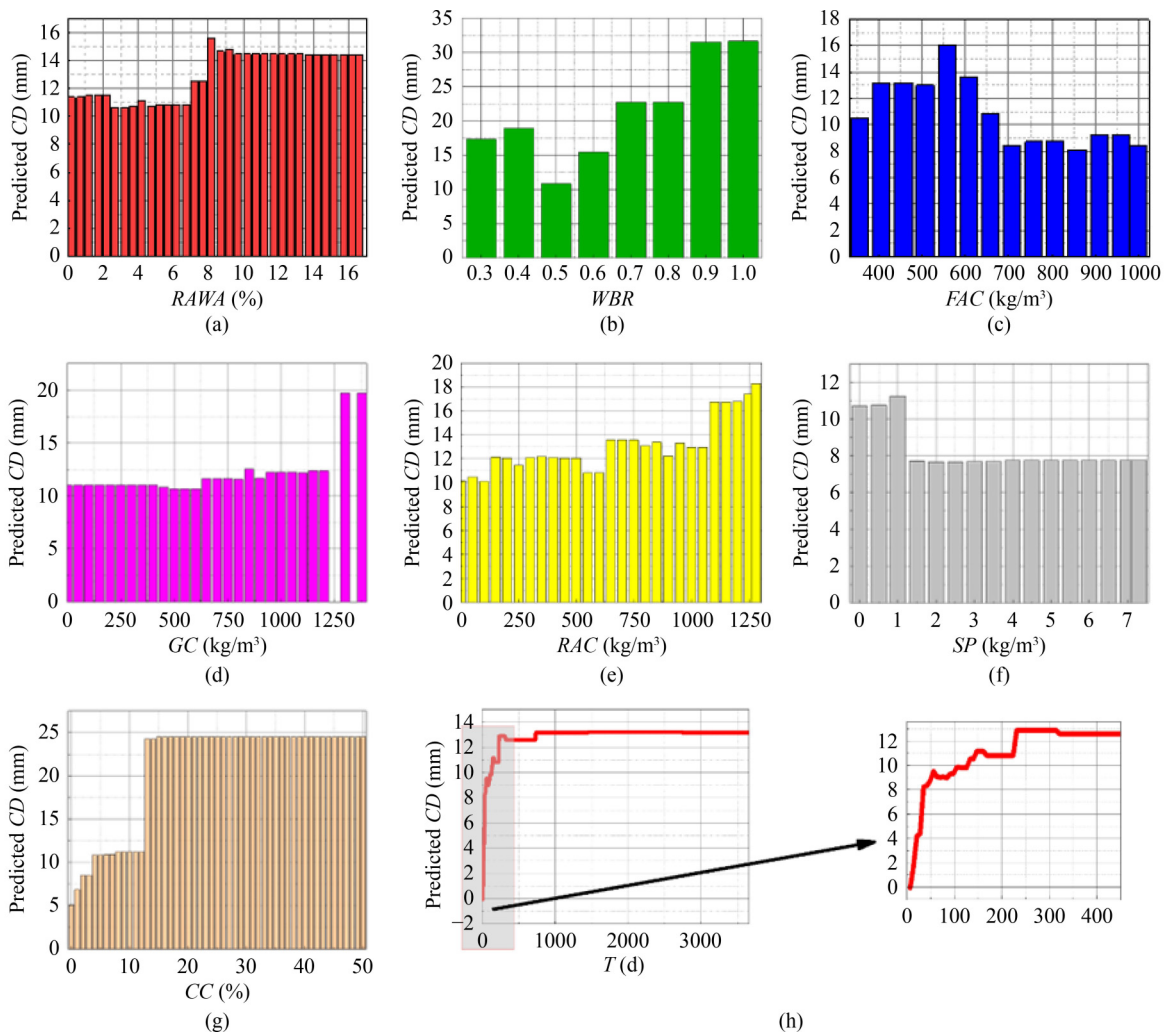 16
14
12
10
8
6
4
2
0
Predicted CD (mm)
0 2 4 6 8 10 12 14 16
RAWA (%)
(a)
35
30
25
20
15
10
5
0
Predicted CD (mm)
0.3 0.4 0.5 0.6 0.7 0.8 0.9 1.0
WBR
(b)
18
16
14
12
10
8
6
4
2
0
Predicted CD (mm)
400 500 600 700 800 900 1000
FAC (kg/m³)
(c)
20
15
10
5
0
Predicted CD (mm)
0 250 500 750 1000 1250
GC (kg/m³)
(d)
20
18
16
14
12
10
8
6
4
2
0
Predicted CD (mm)
0 250 500 750 1000 1250
RAC (kg/m³)
(e)
12
10
8
6
4
2
0
Predicted CD (mm)
0 1 2 3 4 5 6 7
SP (kg/m³)
(f)
25
20
15
10
5
0
Predicted CD (mm)
0 10 20 30 40 50
CC (%)
(g)
14
12
10
8
6
4
2
0
−2
Predicted CD (mm)
0 1000 2000 3000
T (d)
12
10
8
6
4
2
0
0 100 200 300 400
(h)